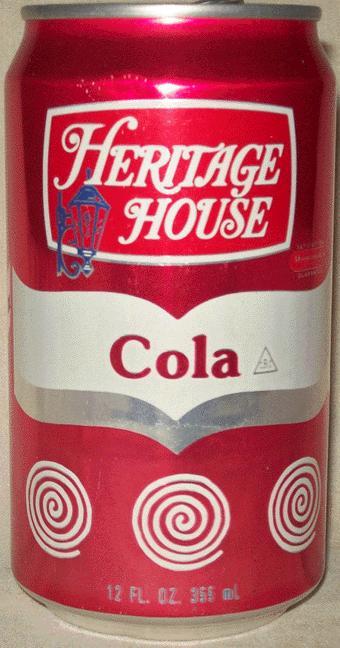 HERITAGE
HOUSE
Cola
12 FL. OZ. 355 mL